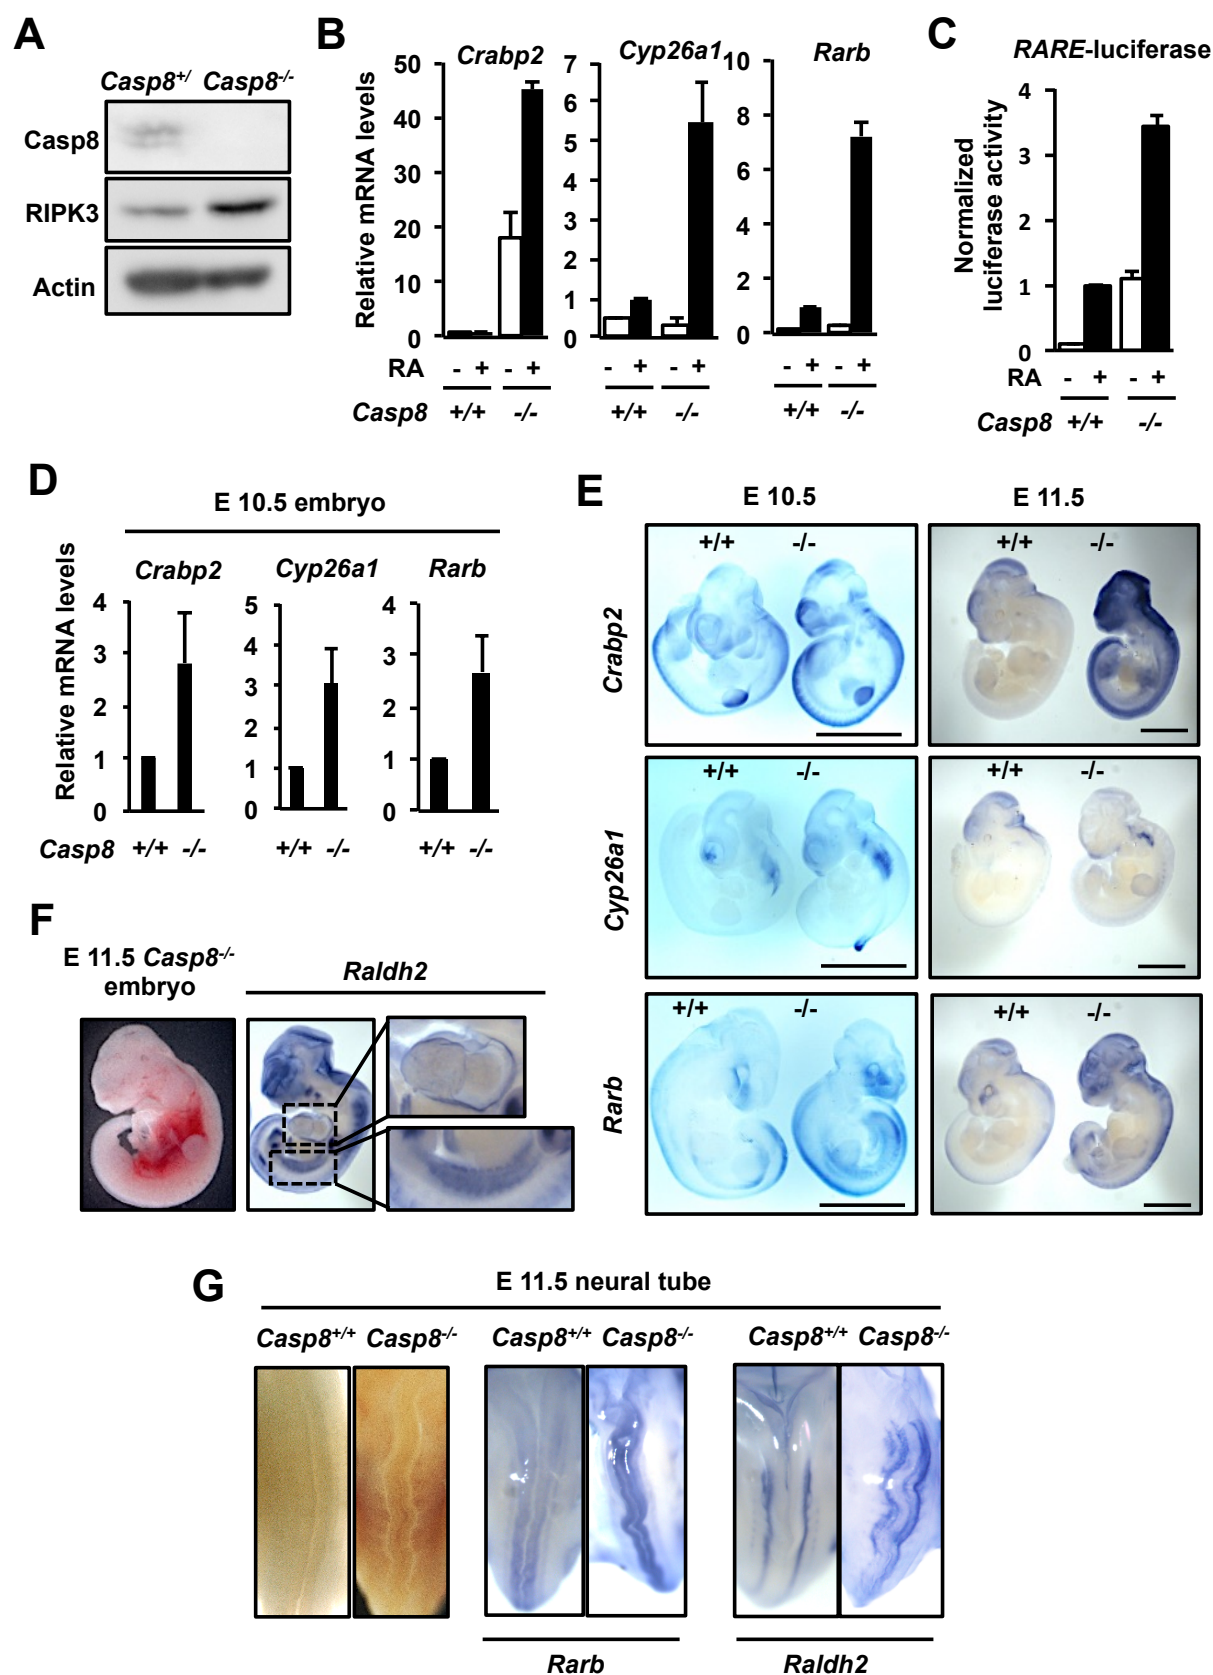 A
Casp8+/ Casp8-/-
Casp8
RIPK3
Actin
B
Crabp2 Cyp26a1 Rarb
Relative mRNA levels
50
40
30
20
10
0
7
6
5
4
3
2
1
0
10
8
6
4
2
0
RA - + - + - + - + - + - +
Casp8 +/+ -/- +/+ -/- +/+ -/-
C
RARE-luciferase
Normalized
luciferase activity
4
3
2
1
0
RA - + - +
Casp8 +/+ -/-
D
E 10.5 embryo
Crabp2 Cyp26a1 Rarb
Relative mRNA levels
4
3
2
1
0
5
4
3
2
1
0
4
3
2
1
0
Casp8 +/+ -/- +/+ -/- +/+ -/-
E
E 10.5 E 11.5
Crabp2
+/+ -/- +/+ -/-
Cyp26a1
+/+ -/- +/+ -/-
Rarb
+/+ -/- +/+ -/-
F
E 11.5 Casp8-/-
embryo
Raldh2
G
E 11.5 neural tube
Casp8+/+ Casp8-/- Casp8+/+ Casp8-/- Casp8+/+ Casp8-/-
Rarb Raldh2